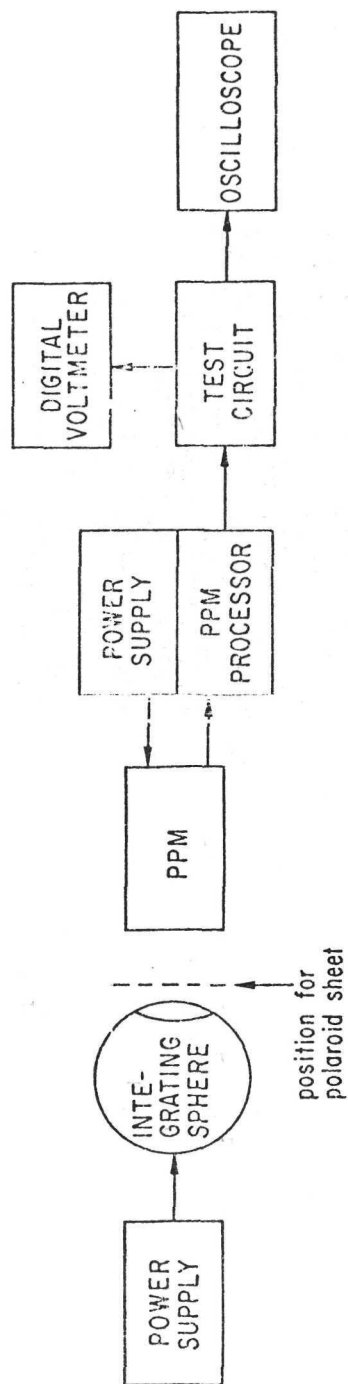 POWER
SUPPLY
INTE-
GRATING
SPHERE
position for
polaroid sheet
PPM
POWER
SUPPLY
PPM
PROCESSOR
DIGITAL
VOLTMETER
TEST
CIRCUIT
OSCILLOSCOPE